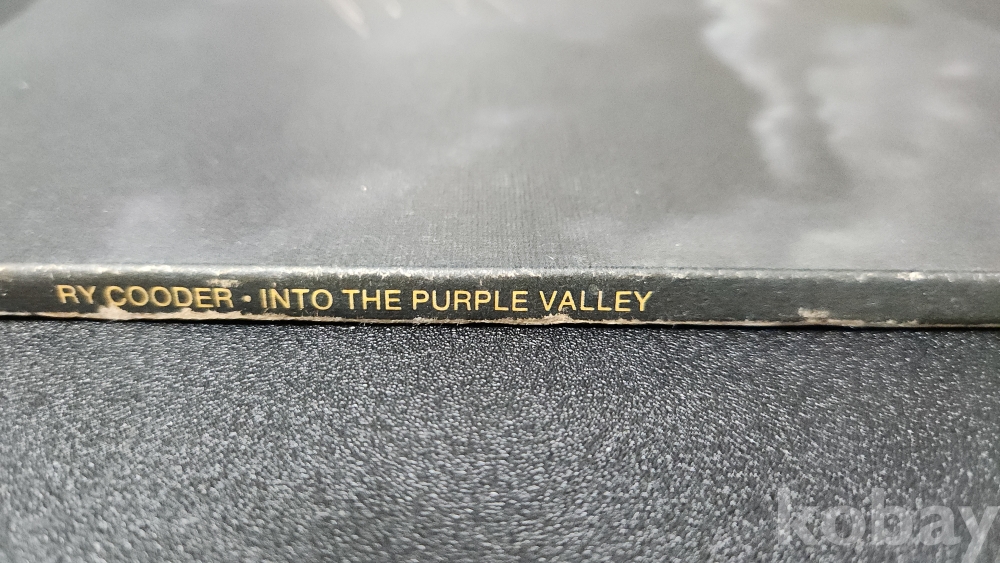 RY COODER • INTO THE PURPLE VALLEY
kobay